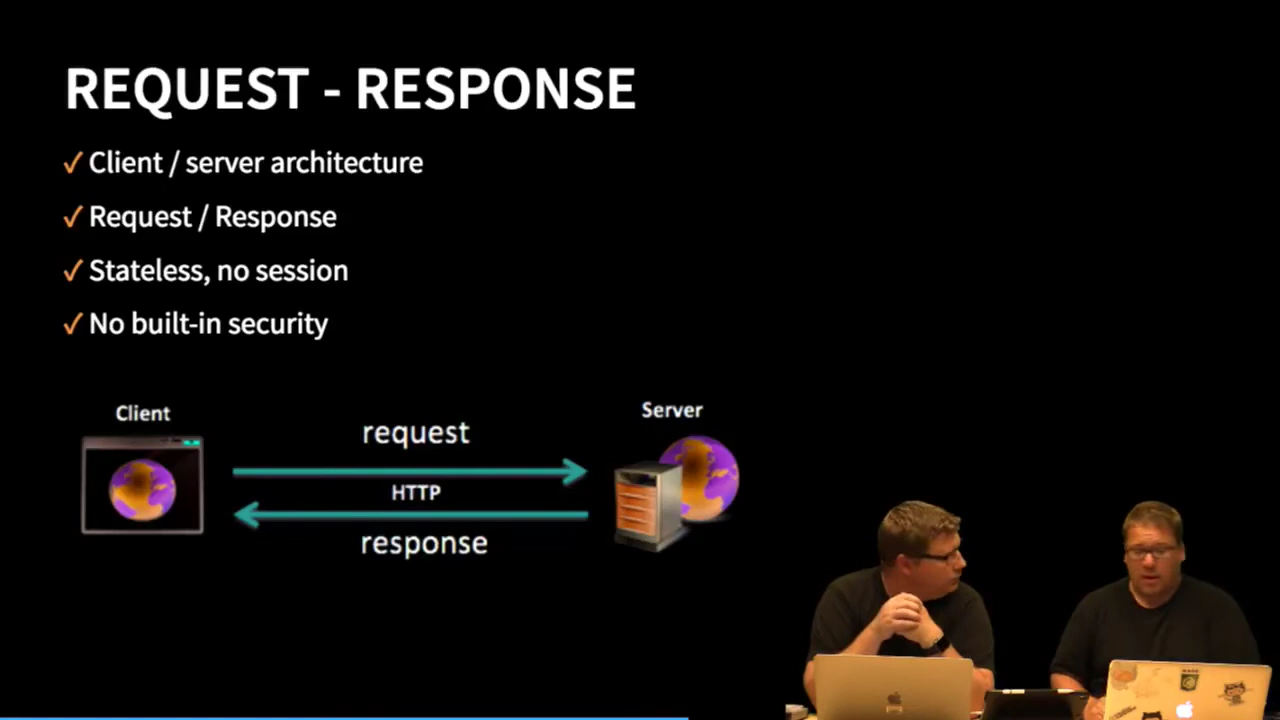 REQUEST - RESPONSE
✓ Client / server architecture
✓ Request / Response
✓ Stateless, no session
✓ No built-in security
Client
Server
request
HTTP
response